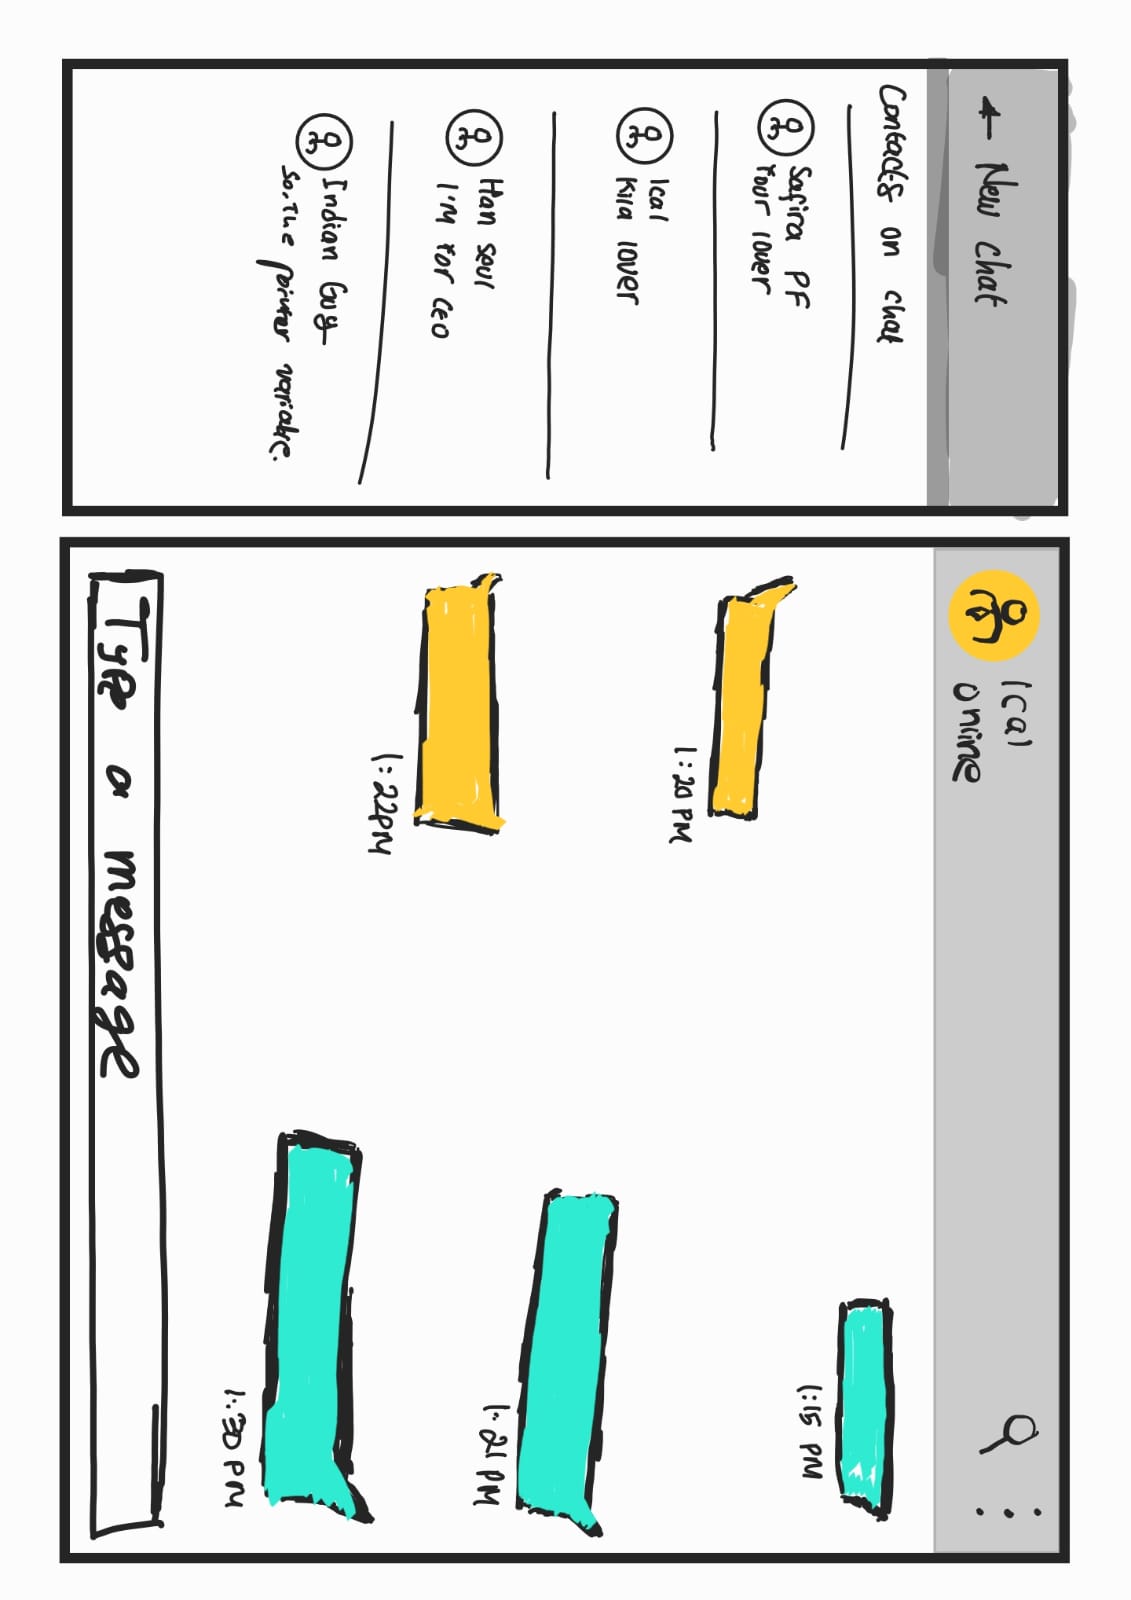 New chat
Contacts on chat
Safira PF
Your lover
Ical
Kila lover
Han seul
I'M Your CEO
Indian Guy
So, The pointer variable.
Ical
online
1:15 PM
1:20 PM
1:21 PM
1:22PM
1:30 PM
Type a message